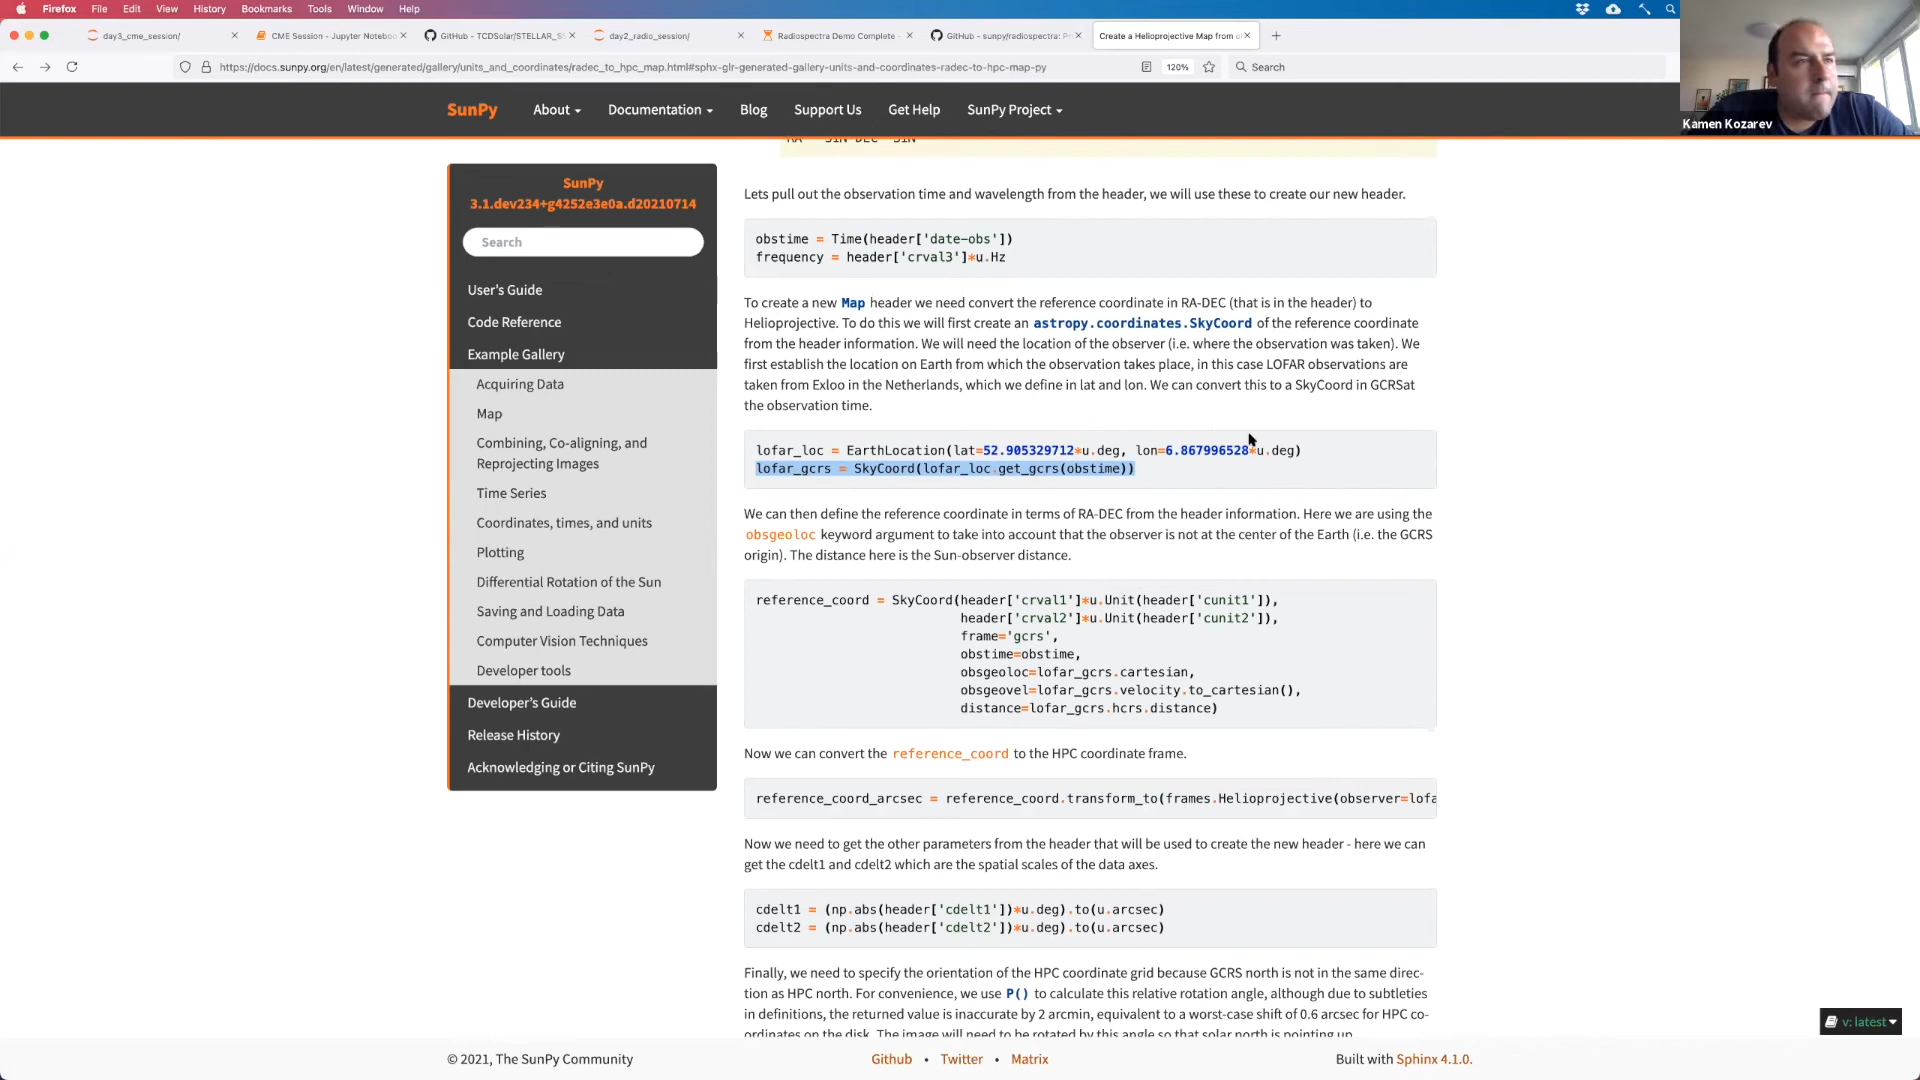 Firefox File Edit View History Bookmarks Tools Window Help
day3_cme_session/ × CME Session - Jupyter Noteboo × GitHub - TCDSolar/STELLAR_S × day2_radio_session/ × Radiospectra Demo Complete - × GitHub - sunpy/radiospectra: P × Create a Helioprojective Map from o × +
https://docs.sunpy.org/en/latest/generated/gallery/units_and_coordinates/radec_to_hpc_map.html#sphx-glr-generated-gallery-units-and-coordinates-radec-to-hpc-map-py 120% Search
Kamen Kozarev
SunPy About Documentation Blog Support Us Get Help SunPy Project
SunPy
3.1.dev234+g4252e3e0a.d20210714
Search
User's Guide
Code Reference
Example Gallery
Acquiring Data
Map
Combining, Co-aligning, and
Reprojecting Images
Time Series
Coordinates, times, and units
Plotting
Differential Rotation of the Sun
Saving and Loading Data
Computer Vision Techniques
Developer tools
Developer's Guide
Release History
Acknowledging or Citing SunPy
Lets pull out the observation time and wavelength from the header, we will use these to create our new header.
obstime = Time(header['date-obs'])
frequency = header['crval3']*u.Hz
To create a new Map header we need convert the reference coordinate in RA-DEC (that is in the header) to
Helioprojective. To do this we will first create an astropy.coordinates.SkyCoord of the reference coordinate
from the header information. We will need the location of the observer (i.e. where the observation was taken). We
first establish the location on Earth from which the observation takes place, in this case LOFAR observations are
taken from Exloo in the Netherlands, which we define in lat and lon. We can convert this to a SkyCoord in GCRSat
the observation time.
lofar_loc = EarthLocation(lat=52.905329712*u.deg, lon=6.867996528*u.deg)
lofar_gcrs = SkyCoord(lofar_loc.get_gcrs(obstime))
We can then define the reference coordinate in terms of RA-DEC from the header information. Here we are using the
obsgeoloc keyword argument to take into account that the observer is not at the center of the Earth (i.e. the GCRS
origin). The distance here is the Sun-observer distance.
reference_coord = SkyCoord(header['crval1']*u.Unit(header['cunit1']),
header['crval2']*u.Unit(header['cunit2']),
frame='gcrs',
obstime=obstime,
obsgeoloc=lofar_gcrs.cartesian,
obsgeovel=lofar_gcrs.velocity.to_cartesian(),
distance=lofar_gcrs.hcrs.distance)
Now we can convert the reference_coord to the HPC coordinate frame.
reference_coord_arcsec = reference_coord.transform_to(frames.Helioprojective(observer=lofa
Now we need to get the other parameters from the header that will be used to create the new header - here we can
get the cdelt1 and cdelt2 which are the spatial scales of the data axes.
cdelt1 = (np.abs(header['cdelt1'])*u.deg).to(u.arcsec)
cdelt2 = (np.abs(header['cdelt2'])*u.deg).to(u.arcsec)
Finally, we need to specify the orientation of the HPC coordinate grid because GCRS north is not in the same direc-
tion as HPC north. For convenience, we use P() to calculate this relative rotation angle, although due to subtleties
in definitions, the returned value is inaccurate by 2 arcmin, equivalent to a worst-case shift of 0.6 arcsec for HPC co-
ordinates on the disk. The image will need to be rotated by this angle so that solar north is pointing up.
v: latest
© 2021, The SunPy Community Github • Twitter • Matrix Built with Sphinx 4.1.0.